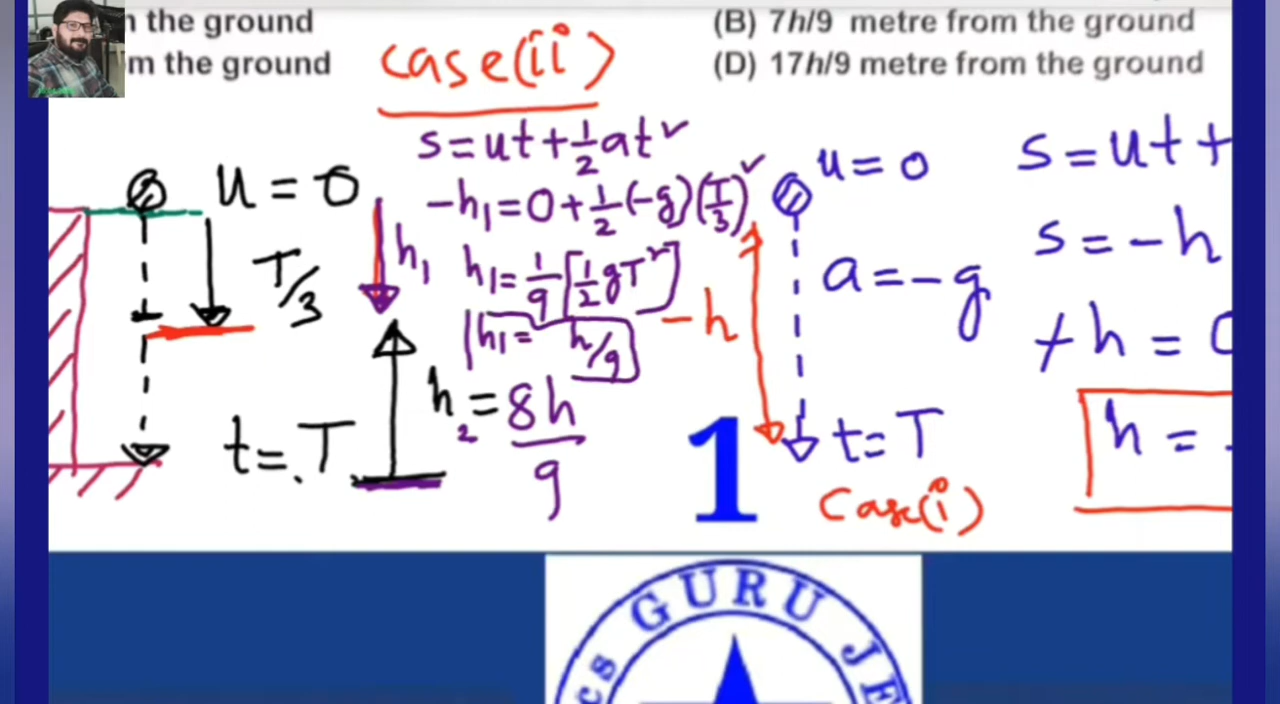 n the ground
(B) 7h/9 metre from the ground
m the ground
(D) 17h/9 metre from the ground
case(ii)
s=ut+½at²
-h₁=0+½(-g)(T/3)²
h₁=1/9[½gT²]
h₁= h/9
h₂=8h/9
u=0
T/3
h₁
t=T
u=0
a=-g
-h
t=T
case(i)
1
s=ut+
s=-h
+h=0
h=
CS GURU JE